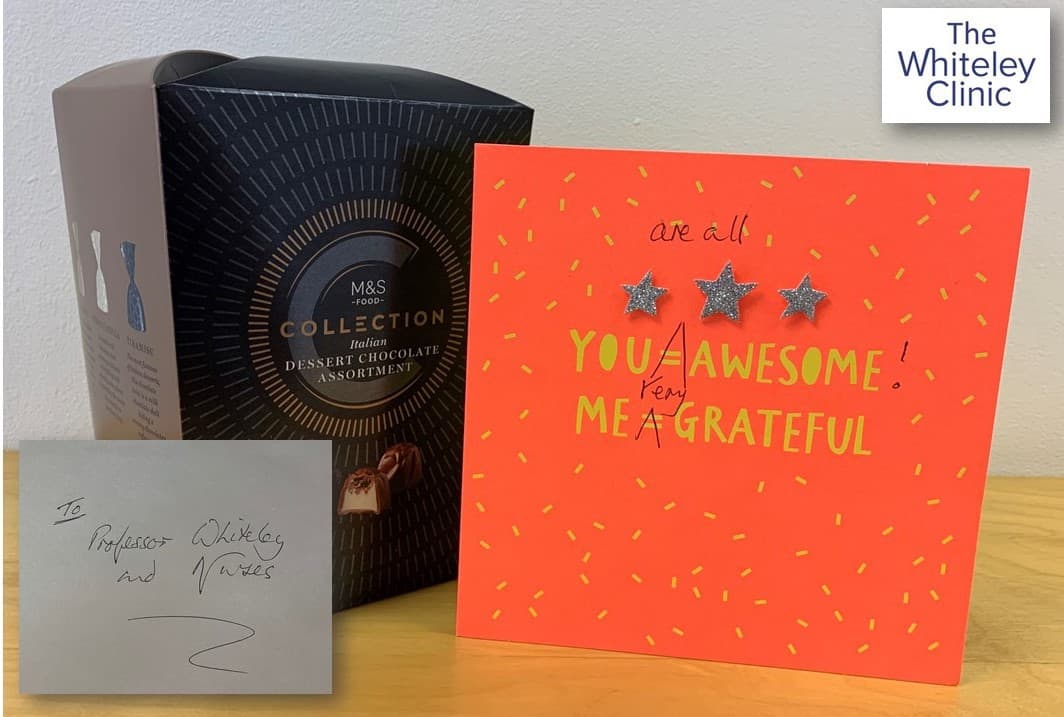 The
Whiteley
Clinic
M&S
-FOOD-
COLLECTION
Italian
DESSERT CHOCOLATE
ASSORTMENT
TIRAMISU
are all
YOU = AWESOME!
very
ME = GRATEFUL
To
Professor Whiteley
and Nurses